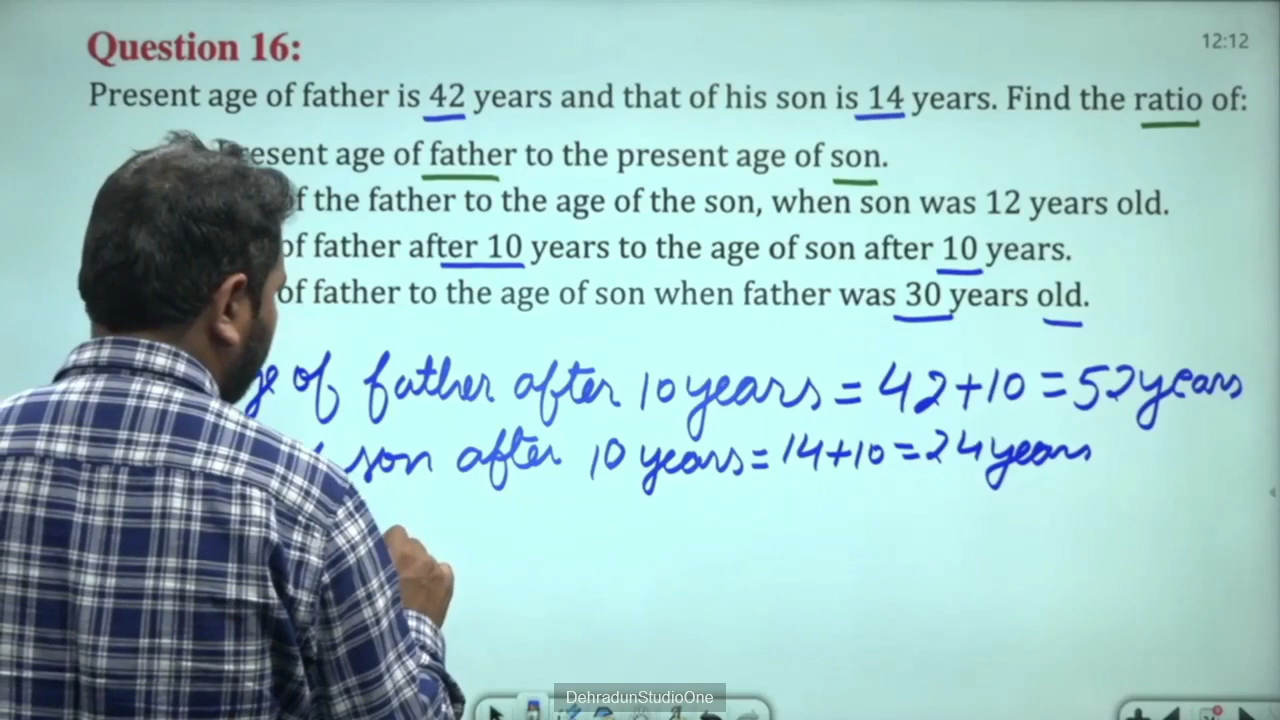 Question 16:
12:12
Present age of father is 42 years and that of his son is 14 years. Find the ratio of:
age of father to the present age of son.
of the father to the age of the son, when son was 12 years old.
of father after 10 years to the age of son after 10 years.
of father to the age of son when father was 30 years old.
of father after 10 years = 42+10 = 52 years
son after 10 years = 14+10 = 24 years
DehradunStudioOne